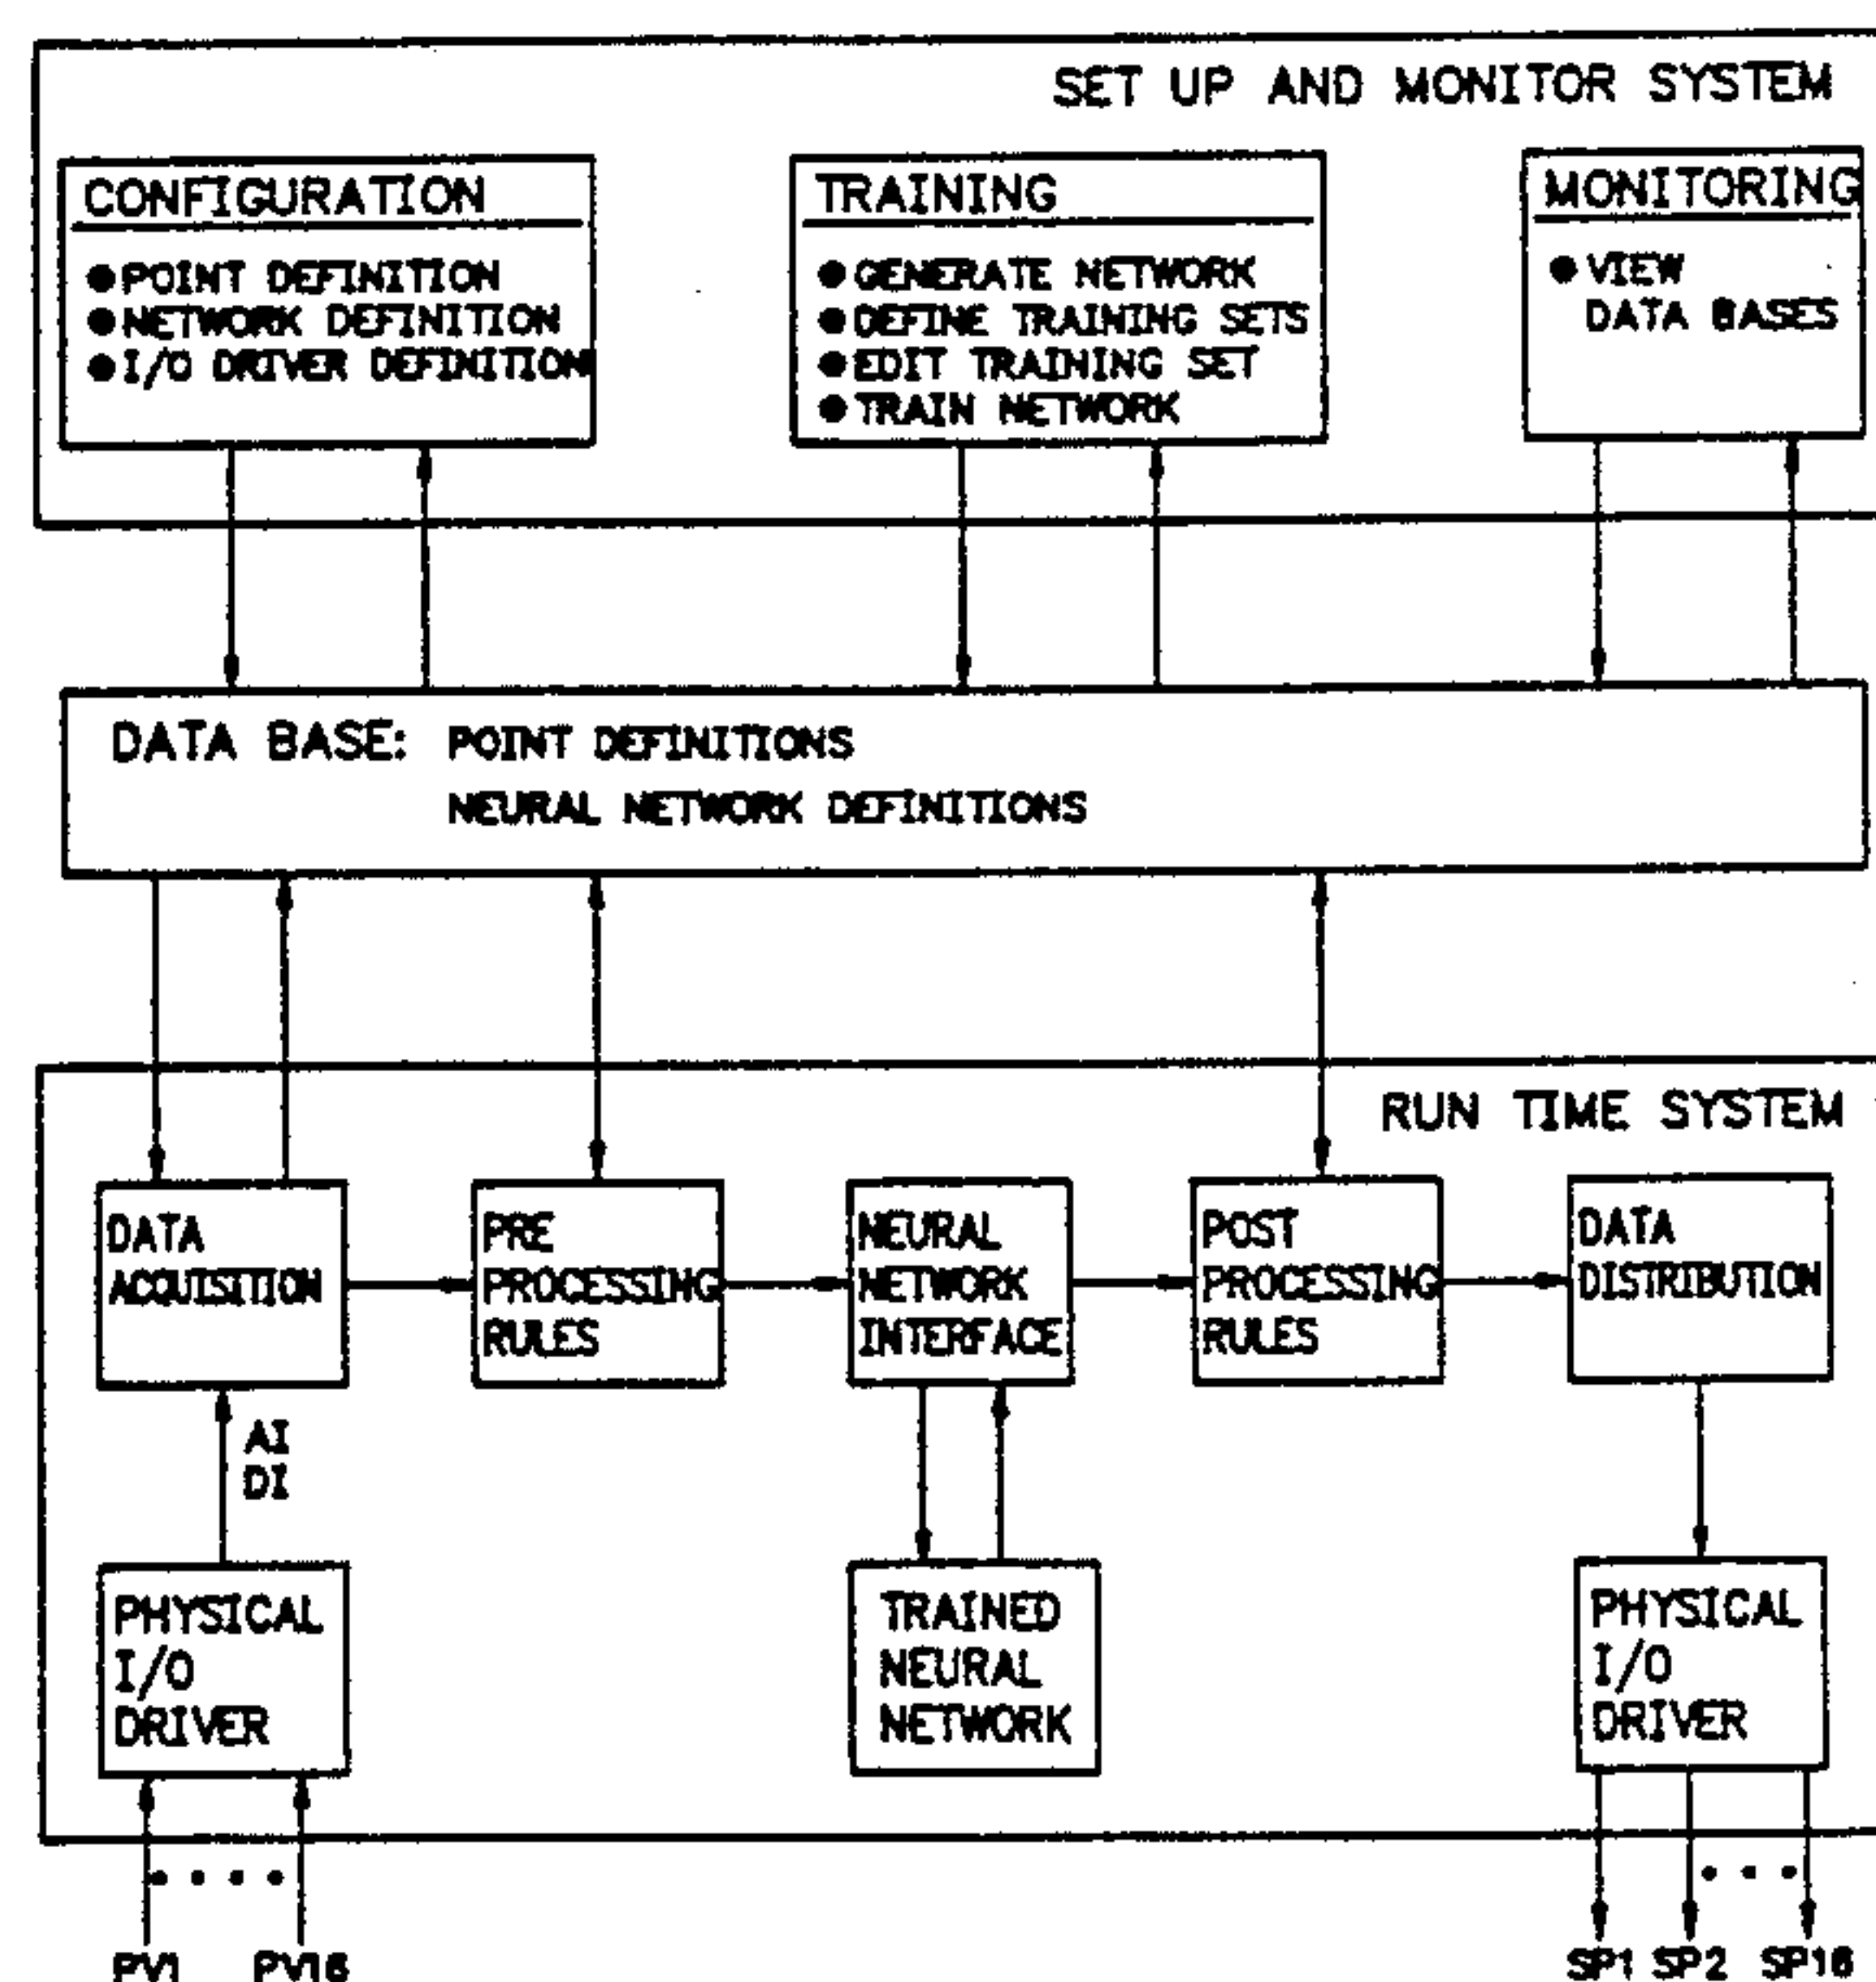 SET UP AND MONITOR SYSTEM
CONFIGURATION
● POINT DEFINITION
● NETWORK DEFINITION
● I/O DRIVER DEFINITION
TRAINING
● GENERATE NETWORK
● DEFINE TRAINING SETS
● EDIT TRAINING SET
● TRAIN NETWORK
MONITORING
● VIEW
DATA BASES
DATA BASE: POINT DEFINITIONS
NEURAL NETWORK DEFINITIONS
RUN TIME SYSTEM
DATA
ACQUISITION
PRE
PROCESSING
RULES
NEURAL
NETWORK
INTERFACE
POST
PROCESSING
RULES
DATA
DISTRIBUTION
AI
DI
PHYSICAL
I/O
DRIVER
TRAINED
NEURAL
NETWORK
PHYSICAL
I/O
DRIVER
PV1 PV16
SP1 SP2 SP16